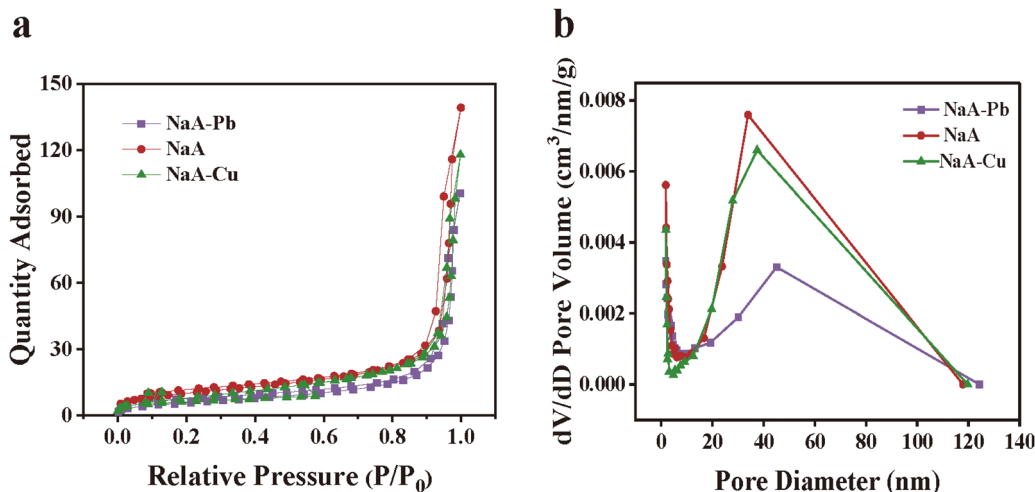 a
Quantity Adsorbed
150
120
90
60
30
0
NaA-Pb
NaA
NaA-Cu
0.0 0.2 0.4 0.6 0.8 1.0
Relative Pressure (P/P₀)
b
dV/dD Pore Volume (cm³/nm/g)
0.008
0.006
0.004
0.002
0.000
NaA-Pb
NaA
NaA-Cu
0 20 40 60 80 100 120 140
Pore Diameter (nm)